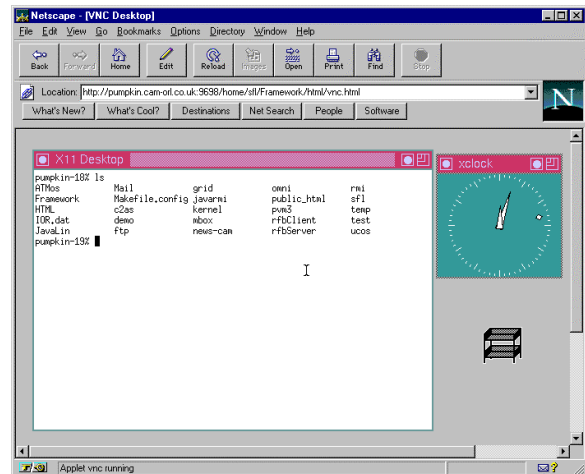 Netscape - [VNC Desktop]
File Edit View Go Bookmarks Options Directory Window Help
Back Forward Home Edit Reload Images Open Print Find Stop
Location: http://pumpkin.cam-orl.co.uk:9698/home/sfl/Framework/html/vnc.html
What's New? What's Cool? Destinations Net Search People Software
N
X11 Desktop
pumpkin-18% ls
ATMos Mail grid omni rmi
Framework Makefile.config javarmi public_html sfl
HTML c2as kernel pvm3 temp
IOR.dat demo mbox rfbClient test
JavaLin ftp news-cam rfbServer ucos
pumpkin-19%
xclock
Applet vnc running